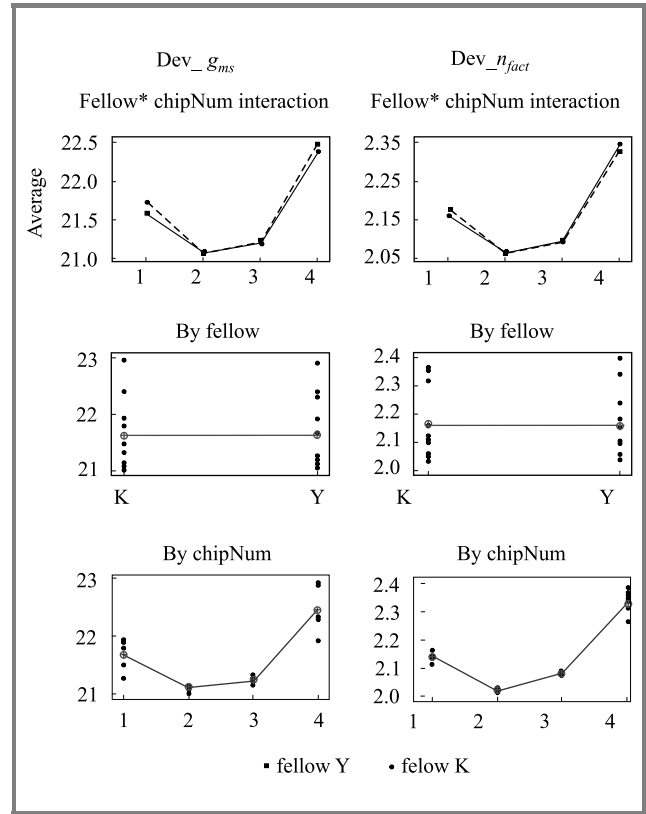 Dev_ g_ms
Dev_n_fact
Fellow* chipNum interaction
Fellow* chipNum interaction
Average
22.5
22.0
21.5
21.0
1 2 3 4
2.35
2.25
2.15
2.05
1 2 3 4
By fellow
By fellow
23
22
21
K Y
2.4
2.3
2.2
2.1
2.0
K Y
By chipNum
By chipNum
23
22
21
1 2 3 4
2.4
2.3
2.2
2.1
2.0
1 2 3 4
fellow Y felow K